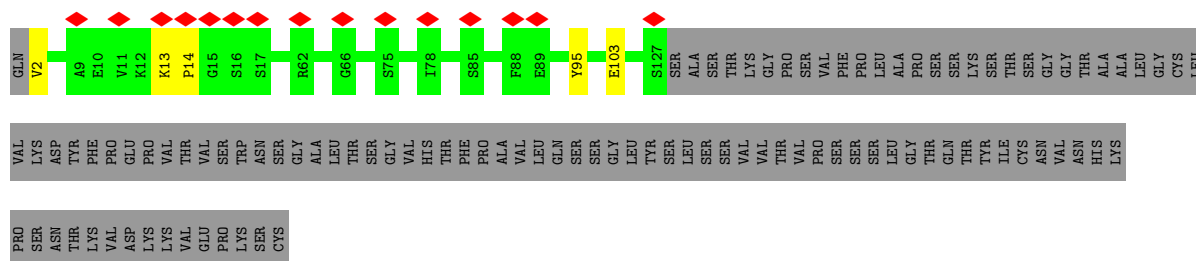 GLN V2 A9 E10 V11 K12 K13 P14 G15 S16 S17 R62 G66 S75 I78 S85 F88 E89 Y95 E103 S127 SER ALA SER THR LYS GLY PRO SER VAL PHE PRO LEU ALA PRO SER SER LYS SER THR SER GLY GLY THR ALA ALA LEU GLY CYS LEU
VAL LYS ASP TYR PHE PRO GLU PRO VAL THR VAL SER TRP ASN SER GLY ALA LEU THR SER GLY VAL HIS THR PHE PRO ALA VAL LEU GLN SER SER GLY LEU TYR SER LEU SER SER VAL VAL THR VAL PRO SER SER SER LEU GLY THR GLN THR TYR ILE CYS ASN VAL ASN HIS LYS
PRO SER ASN THR LYS VAL ASP LYS LYS VAL GLU PRO LYS SER CYS